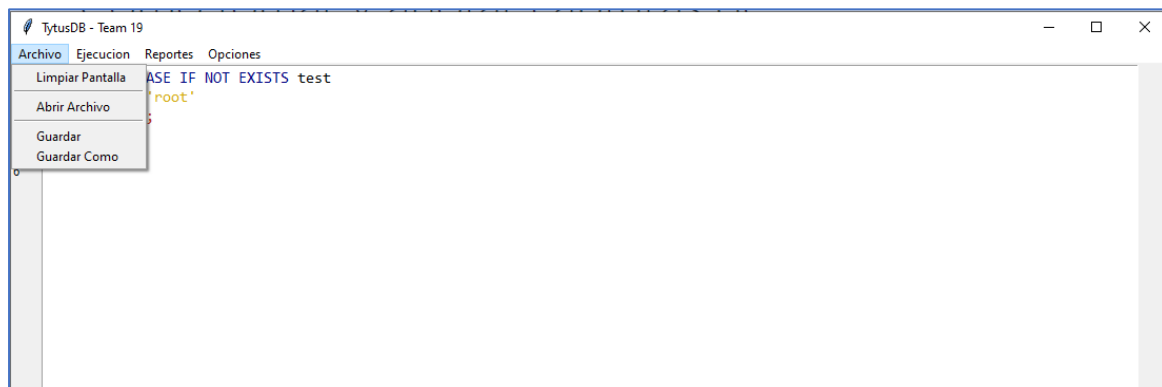 TytusDB - Team 19
Archivo Ejecucion Reportes Opciones
Limpiar Pantalla
Abrir Archivo
Guardar
Guardar Como
ASE IF NOT EXISTS test
'root'
;
6